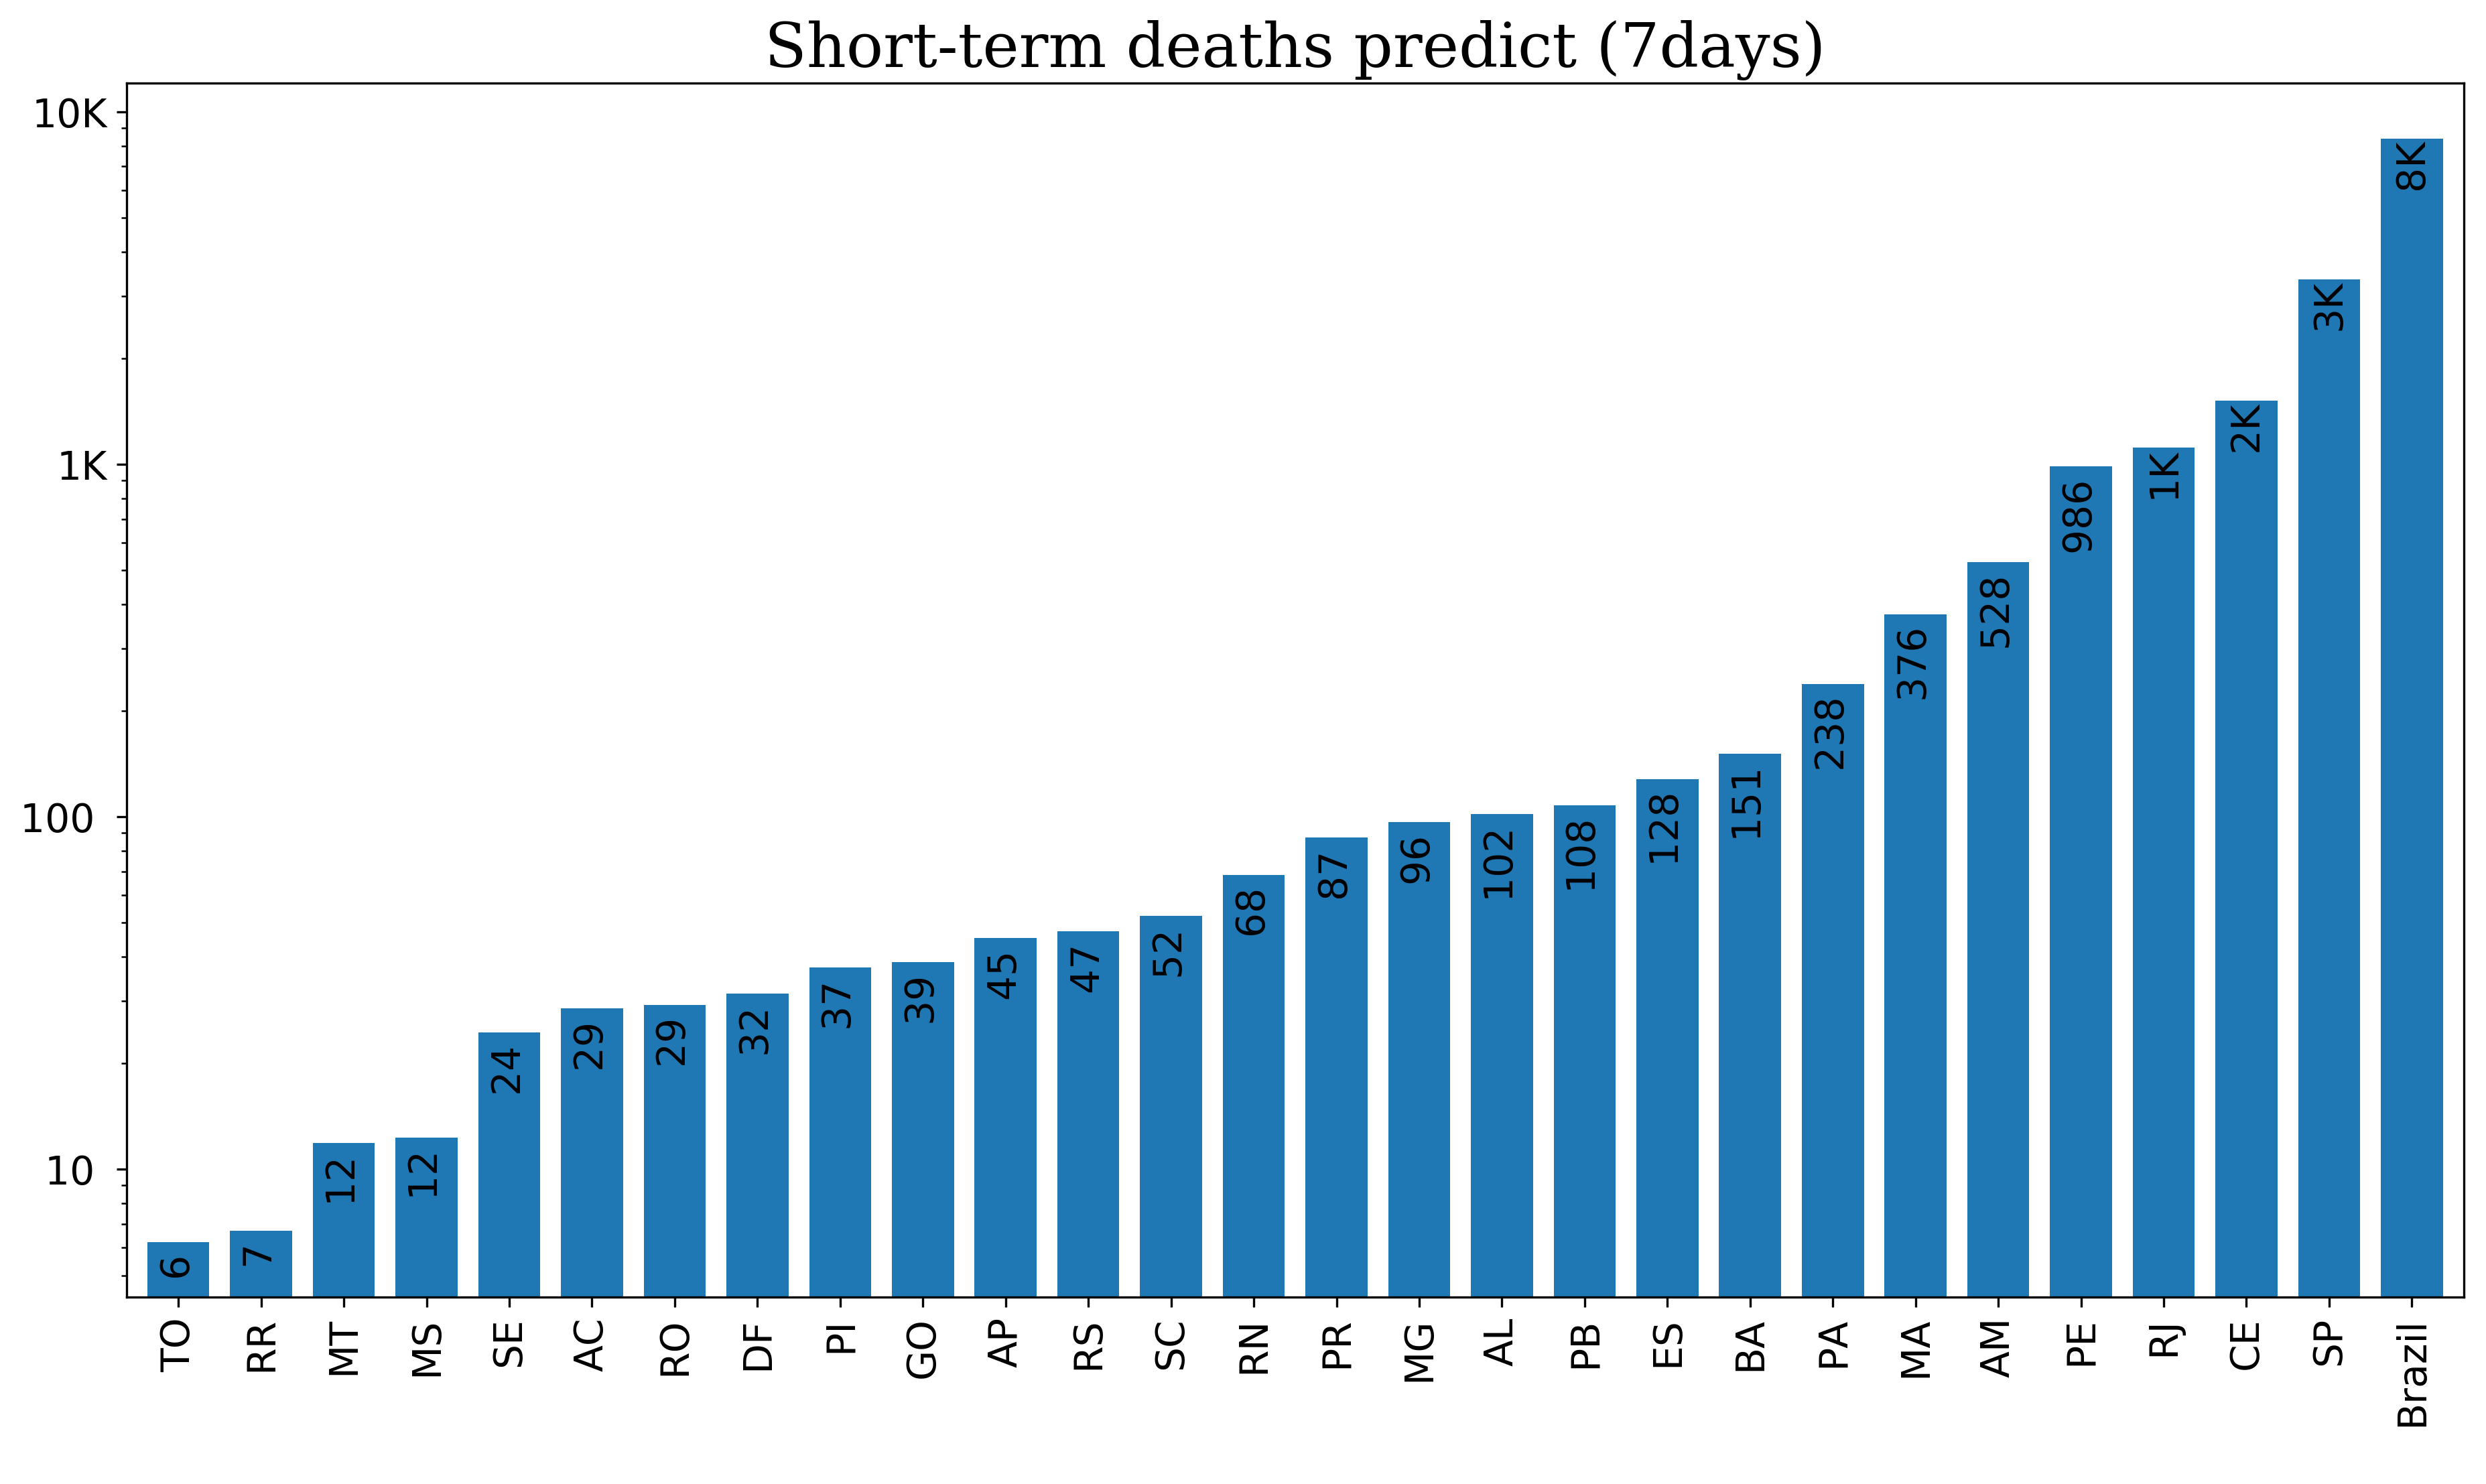 Short-term deaths predict (7days)
10K
1K
100
10
6
7
12
12
24
29
29
32
37
39
45
47
52
68
87
96
102
108
128
151
238
376
528
986
1K
2K
3K
8K
TO
RR
MT
MS
SE
AC
RO
DF
PI
GO
AP
RS
SC
RN
PR
MG
AL
PB
ES
BA
PA
MA
AM
PE
RJ
CE
SP
Brazil